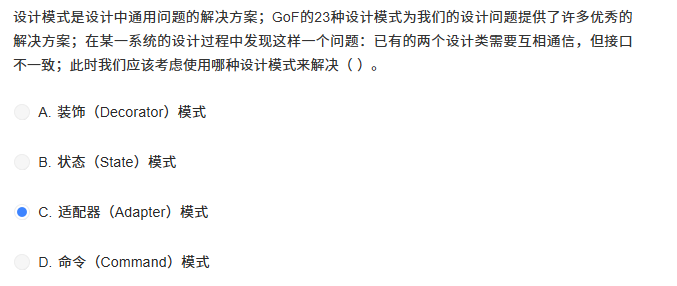 设计模式是设计中通用问题的解决方案；GoF的23种设计模式为我们的设计问题提供了许多优秀的
解决方案；在某一系统的设计过程中发现这样一个问题：已有的两个设计类需要互相通信，但接口
不一致；此时我们应该考虑使用哪种设计模式来解决（ ）。
A. 装饰（Decorator）模式
B. 状态（State）模式
C. 适配器（Adapter）模式
D. 命令（Command）模式